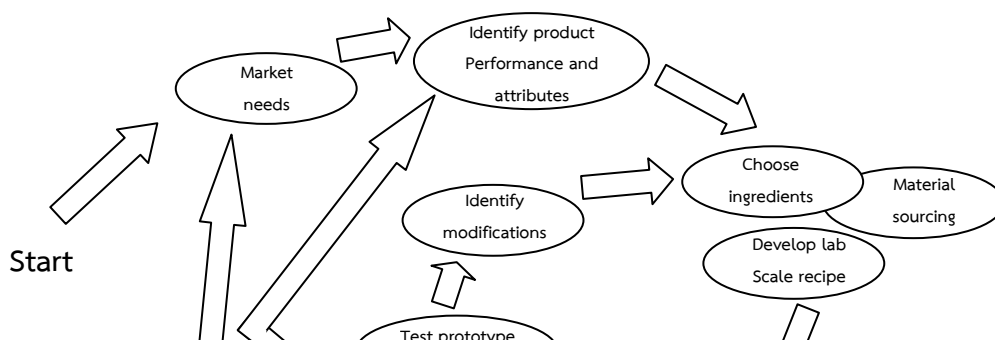 Identify product
Performance and
attributes
Market
needs
Choose
ingredients
Material
sourcing
Identify
modifications
Start
Develop lab
Scale recipe
Test prototype